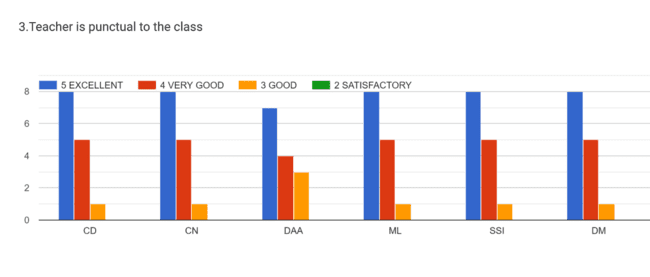 3.Teacher is punctual to the class
5 EXCELLENT 4 VERY GOOD 3 GOOD 2 SATISFACTORY
8
6
4
2
0
CD CN DAA ML SSI DM